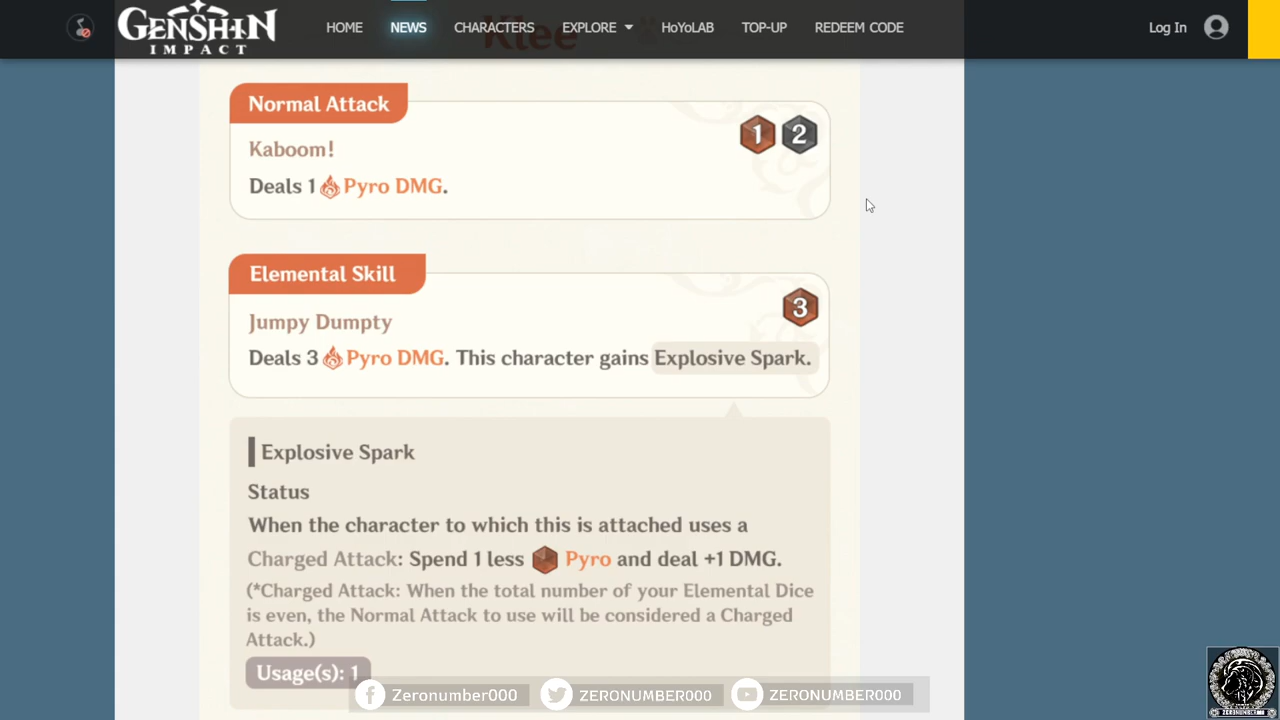 GENSHIN
IMPACT
HOME
NEWS
CHARACTERS
EXPLORE
HoYoLAB
TOP-UP
REDEEM CODE
Log In
Klee
Normal Attack
1 2
Kaboom!
Deals 1 Pyro DMG.
Elemental Skill
3
Jumpy Dumpty
Deals 3 Pyro DMG. This character gains Explosive Spark.
Explosive Spark
Status
When the character to which this is attached uses a
Charged Attack: Spend 1 less Pyro and deal +1 DMG.
(*Charged Attack: When the total number of your Elemental Dice
is even, the Normal Attack to use will be considered a Charged
Attack.)
Usage(s): 1
Zeronumber000
ZERONUMBER000
ZERONUMBER000
ZERONUMBER000